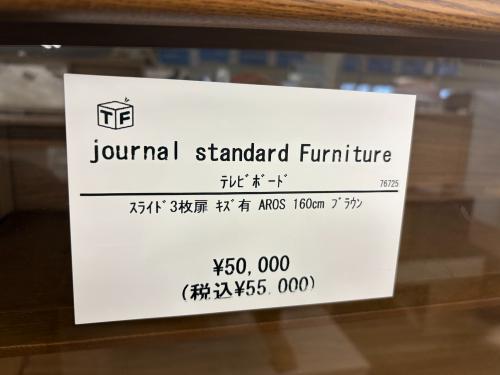 TF
journal standard Furniture
ﾃﾚﾋﾞﾎﾞｰﾄﾞ
76725
ｽﾗｲﾄﾞ3枚扉 ｷｽﾞ有 AROS 160cm ﾌﾞﾗｳﾝ
¥50,000
(税込¥55,000)